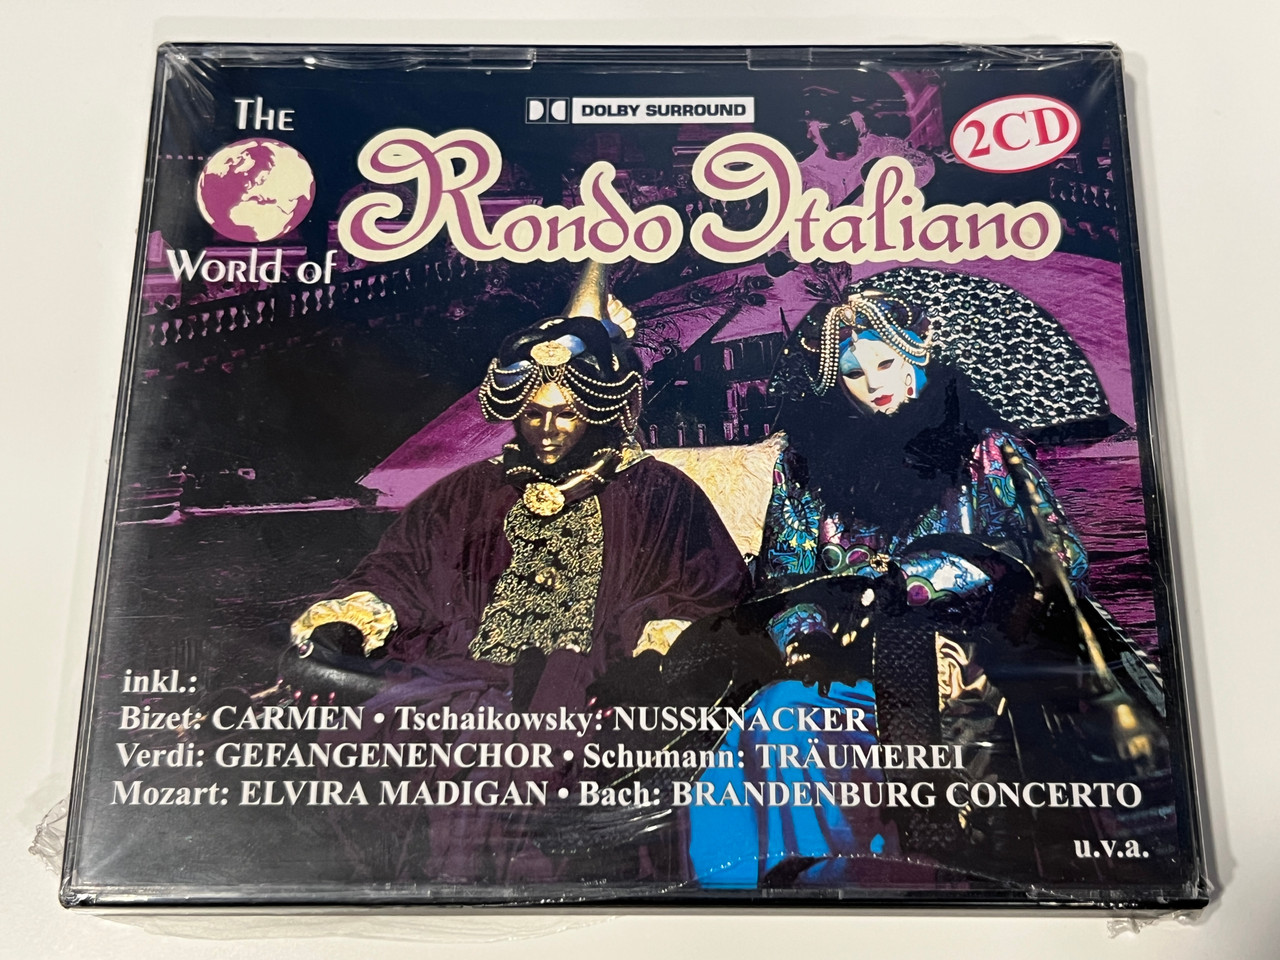 The
World of
DOLBY SURROUND
Rondo Italiano
2CD
inkl.:
Bizet: CARMEN • Tschaikowsky: NUSSKNACKER
Verdi: GEFANGENENCHOR • Schumann: TRÄUMEREI
Mozart: ELVIRA MADIGAN • Bach: BRANDENBURG CONCERTO
u.v.a.